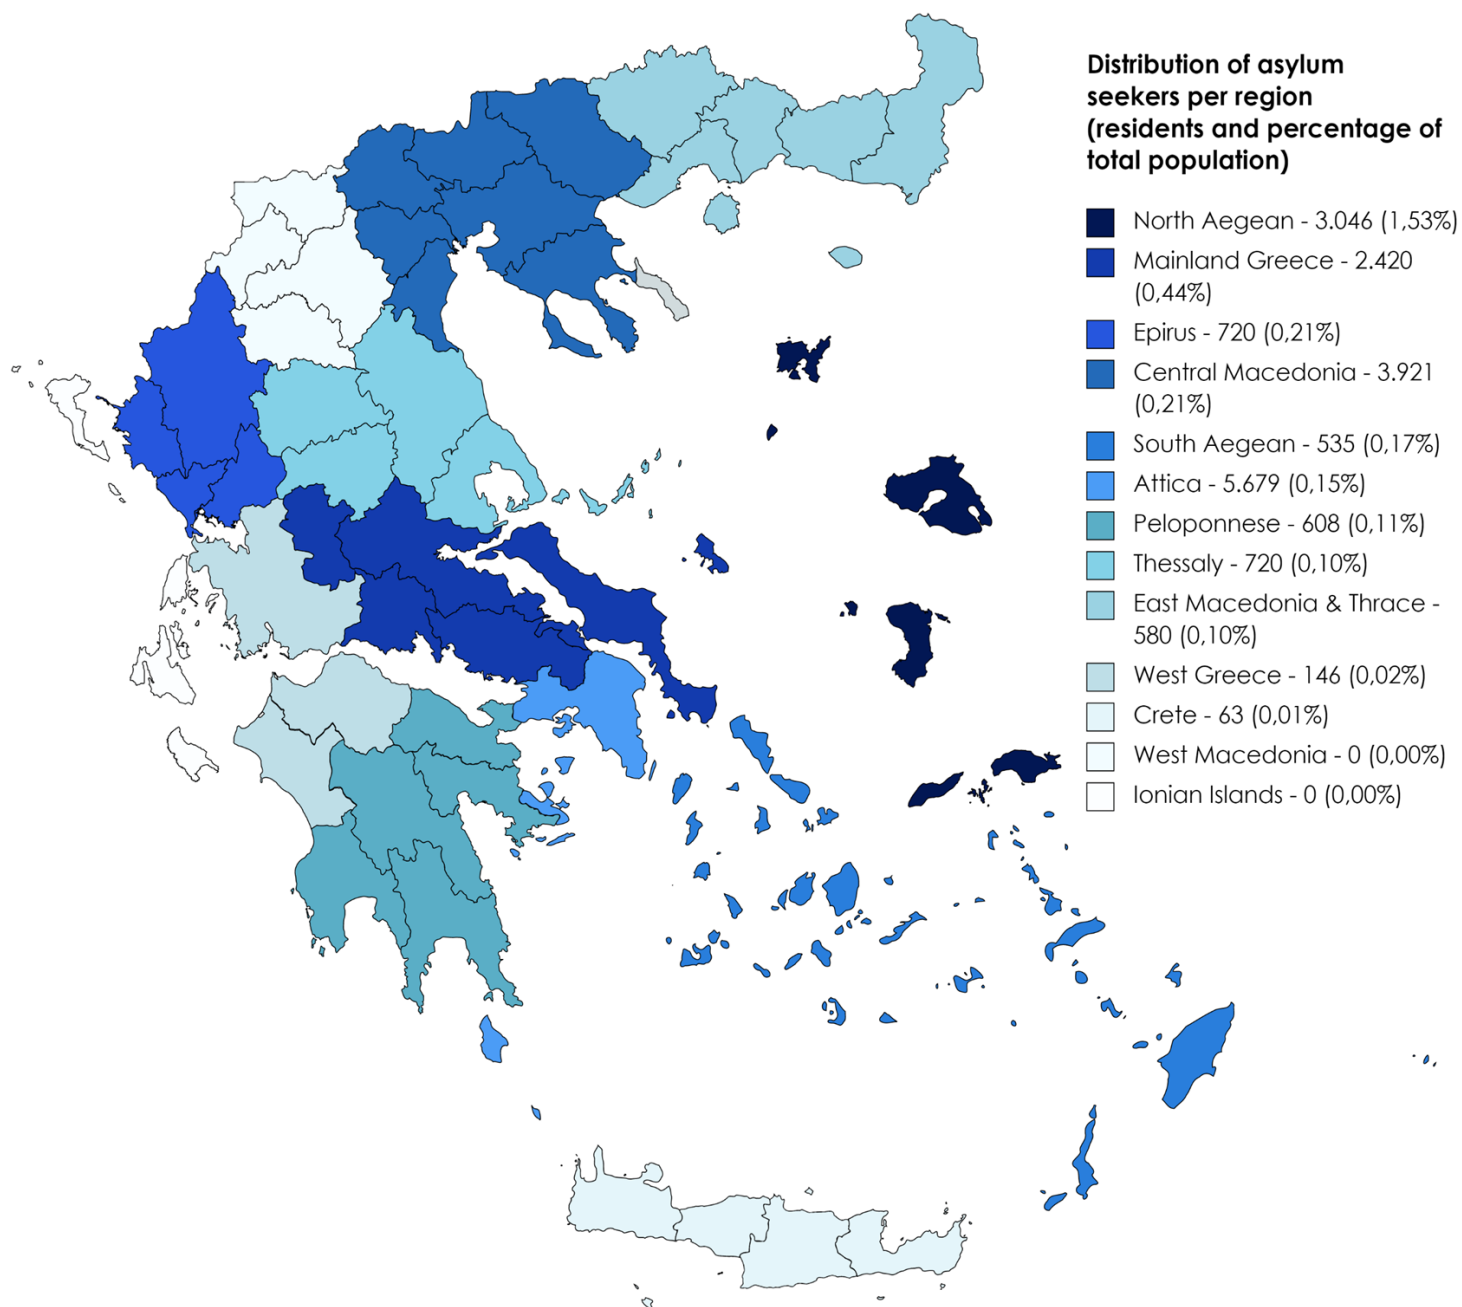 Distribution of asylum
seekers per region
(residents and percentage of
total population)
North Aegean - 3.046 (1,53%)
Mainland Greece - 2.420
(0,44%)
Epirus - 720 (0,21%)
Central Macedonia - 3.921
(0,21%)
South Aegean - 535 (0,17%)
Attica - 5.679 (0,15%)
Peloponnese - 608 (0,11%)
Thessaly - 720 (0,10%)
East Macedonia & Thrace -
580 (0,10%)
West Greece - 146 (0,02%)
Crete - 63 (0,01%)
West Macedonia - 0 (0,00%)
Ionian Islands - 0 (0,00%)